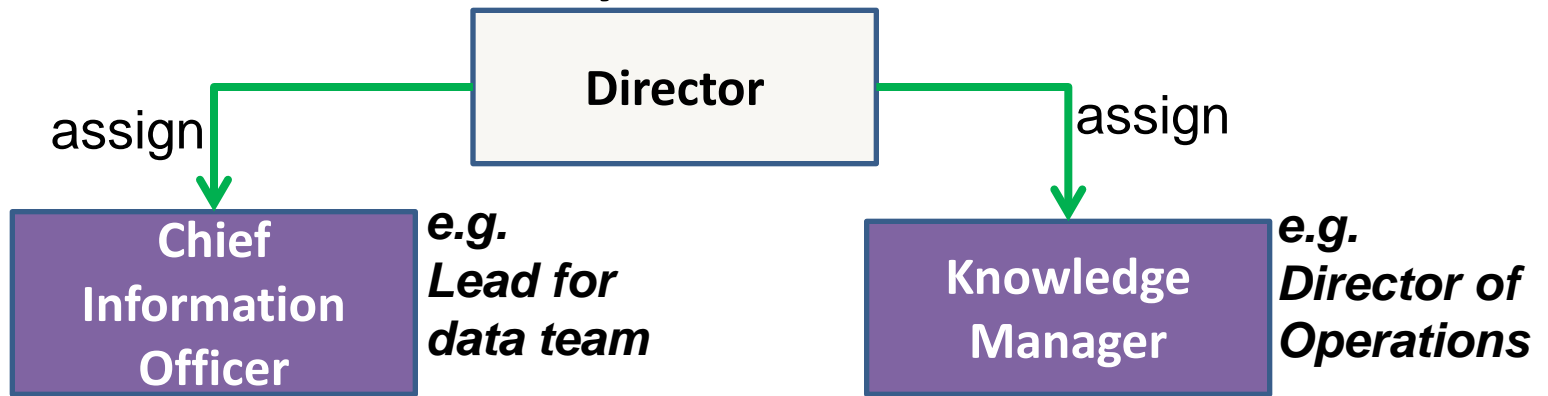 Director
assign
assign
Chief
Information
Officer
e.g.
Lead for
data team
Knowledge
Manager
e.g.
Director of
Operations